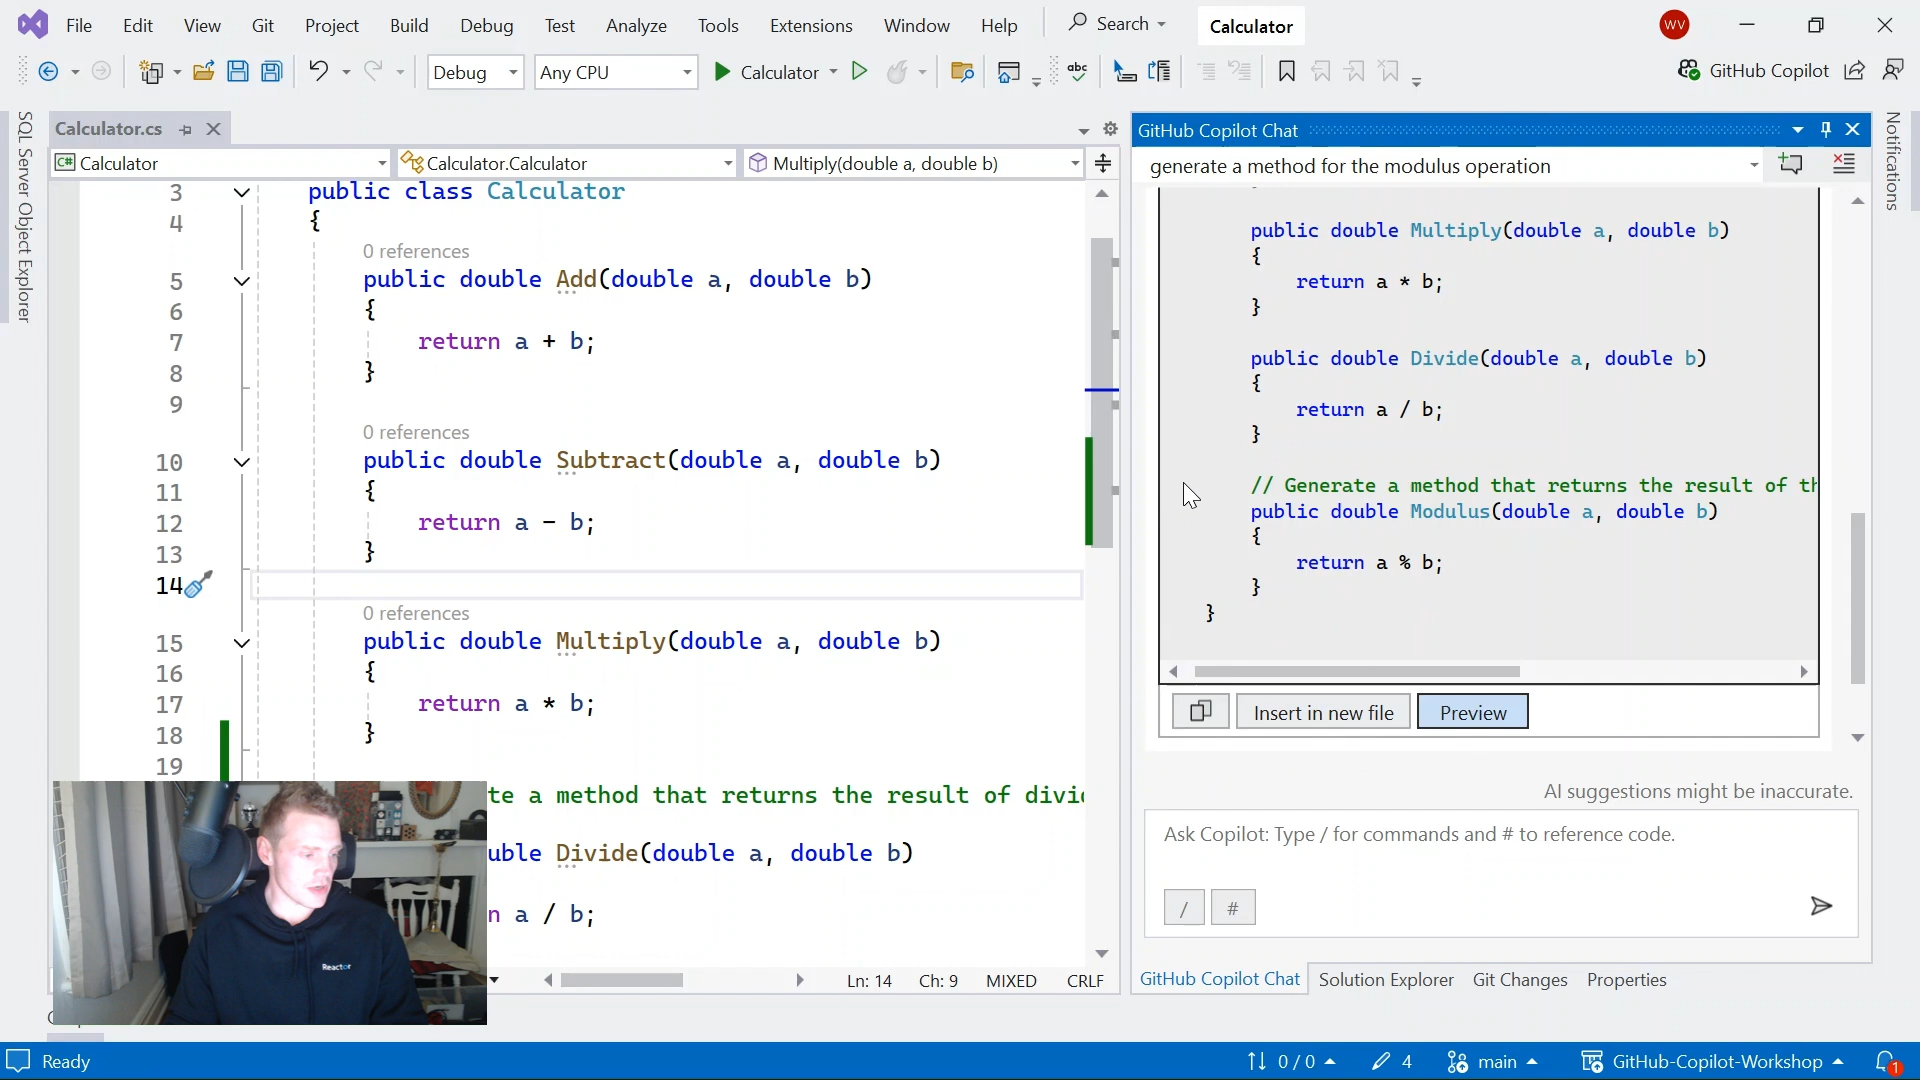 File Edit View Git Project Build Debug Test Analyze Tools Extensions Window Help Search Calculator WV
Debug Any CPU Calculator abc GitHub Copilot
SQL Server Object Explorer
Calculator.cs
C# Calculator Calculator.Calculator Multiply(double a, double b)
3 public class Calculator
4 {
0 references
5 public double Add(double a, double b)
6 {
7 return a + b;
8 }
9
0 references
10 public double Subtract(double a, double b)
11 {
12 return a - b;
13 }
14
0 references
15 public double Multiply(double a, double b)
16 {
17 return a * b;
18 }
19
te a method that returns the result of divid
uble Divide(double a, double b)
n a / b;
Reactor
Ln: 14 Ch: 9 MIXED CRLF
GitHub Copilot Chat
generate a method for the modulus operation
public double Multiply(double a, double b)
{
return a * b;
}
public double Divide(double a, double b)
{
return a / b;
}
// Generate a method that returns the result of th
public double Modulus(double a, double b)
{
return a % b;
}
}
Insert in new file Preview
AI suggestions might be inaccurate.
Ask Copilot: Type / for commands and # to reference code.
/ #
GitHub Copilot Chat Solution Explorer Git Changes Properties
Notifications
Ready 0 / 0 4 main GitHub-Copilot-Workshop 1